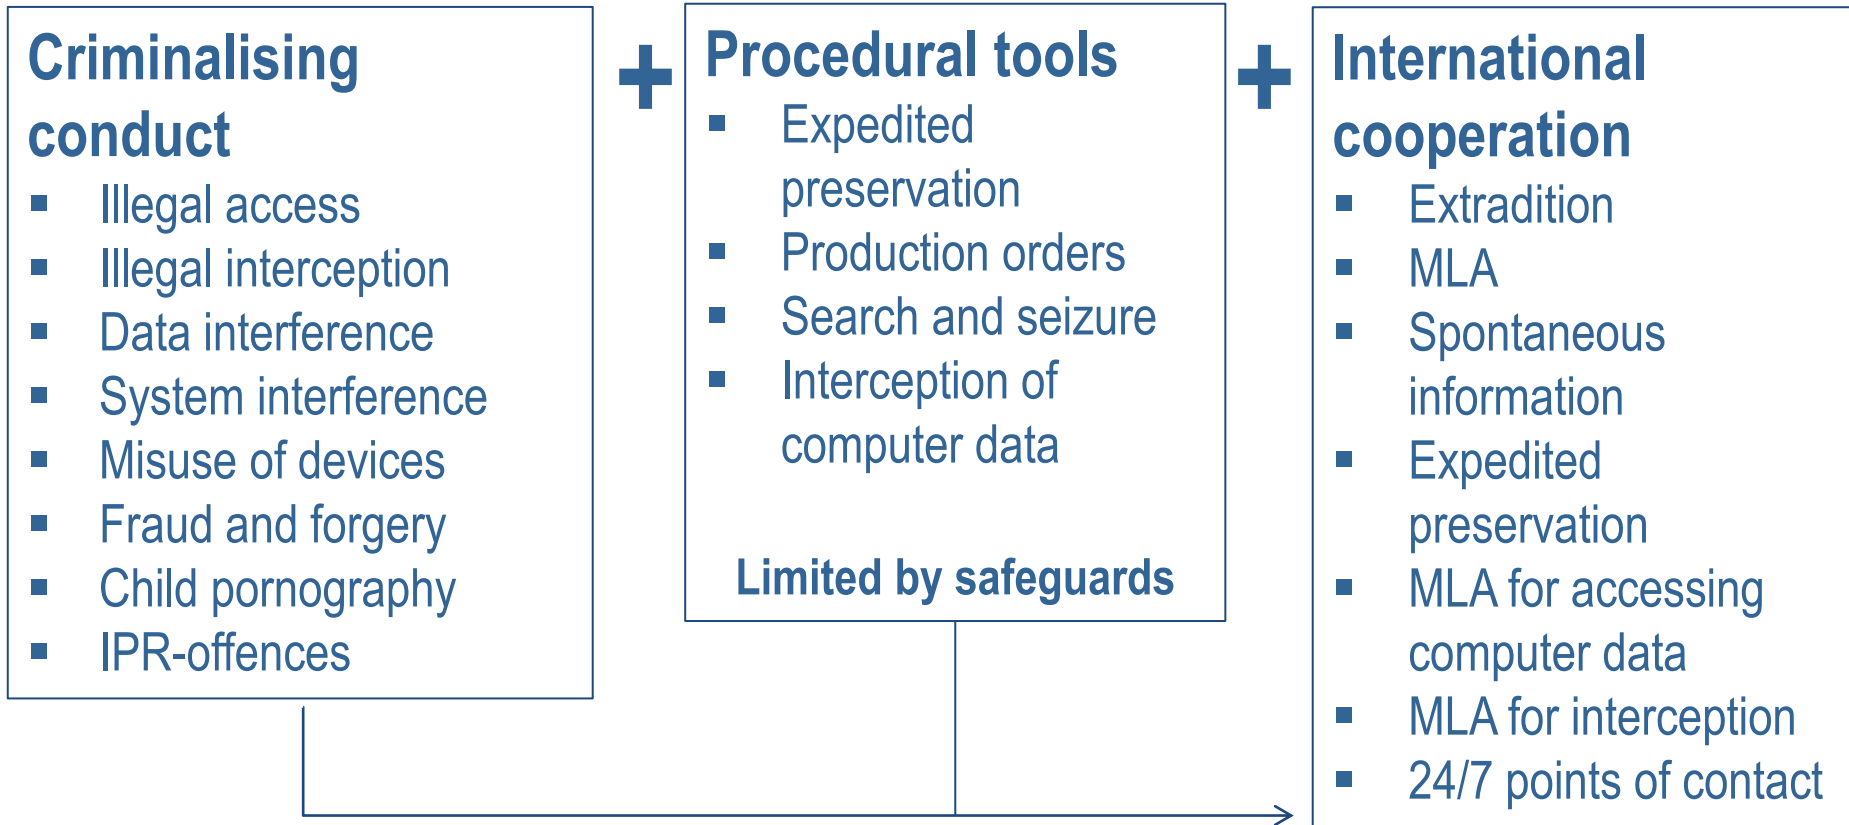 Criminalising
conduct
▪ Illegal access
▪ Illegal interception
▪ Data interference
▪ System interference
▪ Misuse of devices
▪ Fraud and forgery
▪ Child pornography
▪ IPR-offences
+
Procedural tools
▪ Expedited
preservation
▪ Production orders
▪ Search and seizure
▪ Interception of
computer data
Limited by safeguards
+
International
cooperation
▪ Extradition
▪ MLA
▪ Spontaneous
information
▪ Expedited
preservation
▪ MLA for accessing
computer data
▪ MLA for interception
▪ 24/7 points of contact